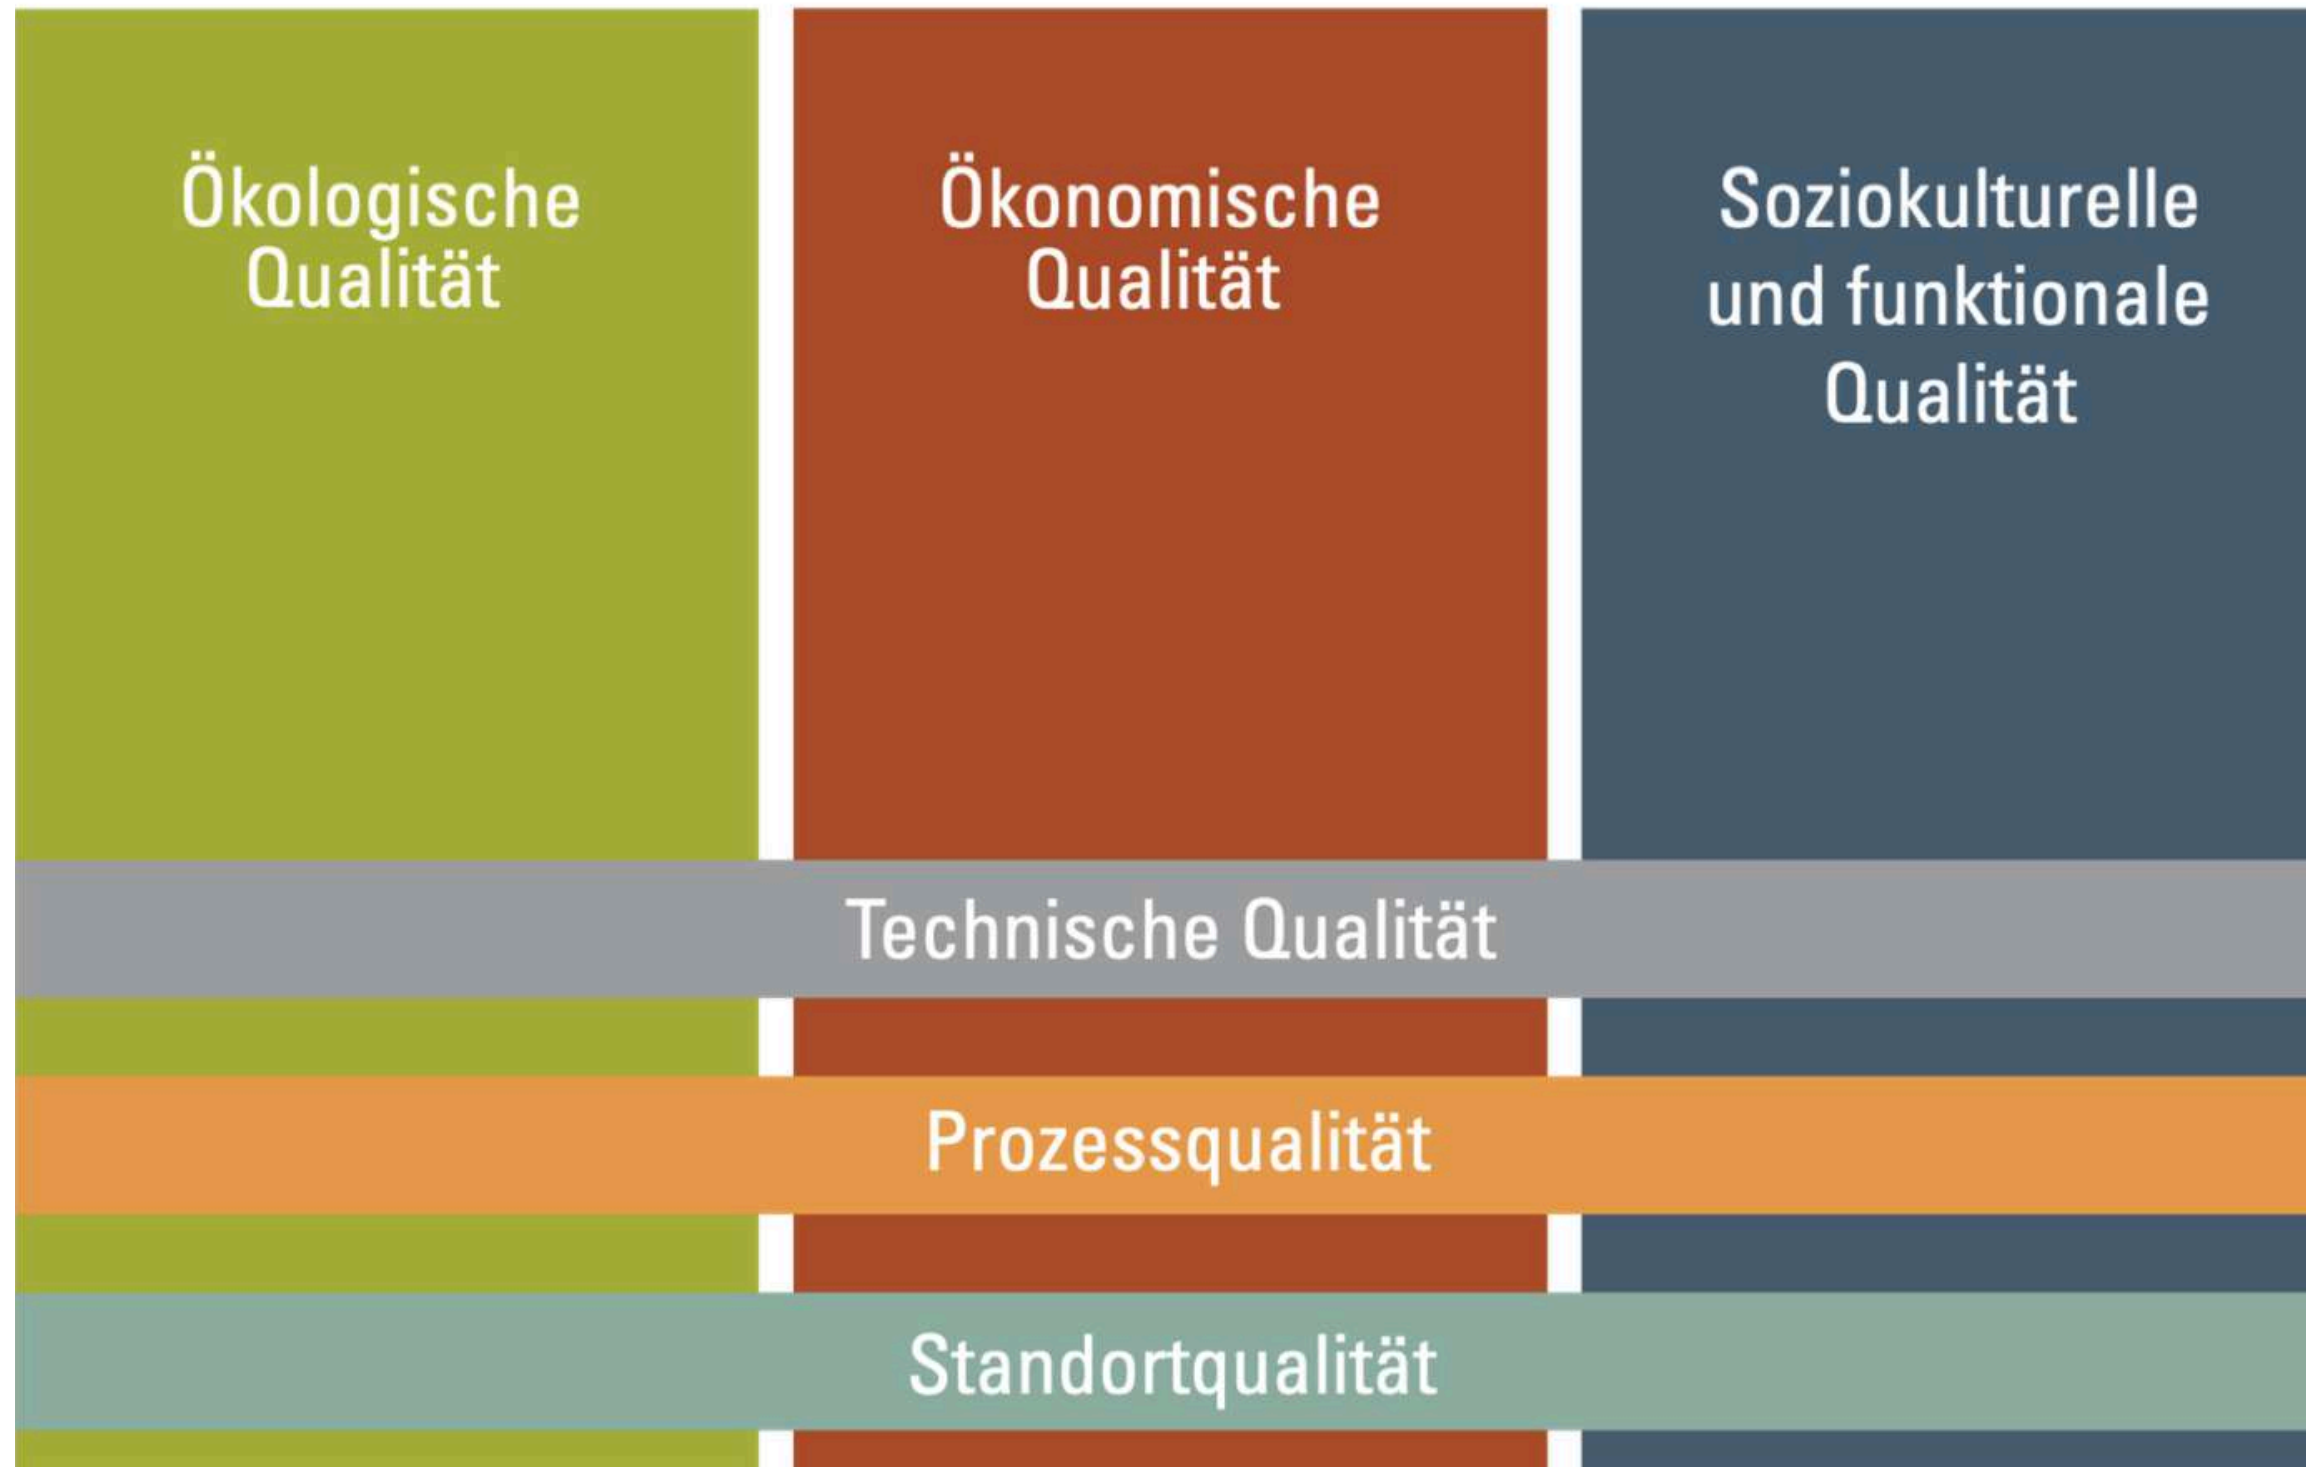 Ökologische
Qualität
Ökonomische
Qualität
Soziokulturelle
und funktionale
Qualität
Technische Qualität
Prozessqualität
Standortqualität